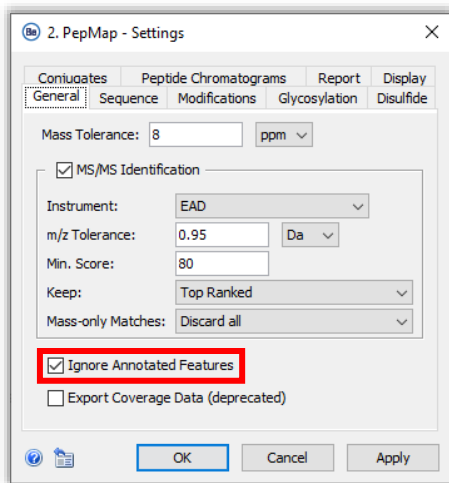 Be 2. PepMap - Settings
Conjugates Peptide Chromatograms Report Display
General Sequence Modifications Glycosylation Disulfide
Mass Tolerance: 8 ppm
MS/MS Identification
Instrument: EAD
m/z Tolerance: 0.95 Da
Min. Score: 80
Keep: Top Ranked
Mass-only Matches: Discard all
Ignore Annotated Features
Export Coverage Data (deprecated)
? OK Cancel Apply